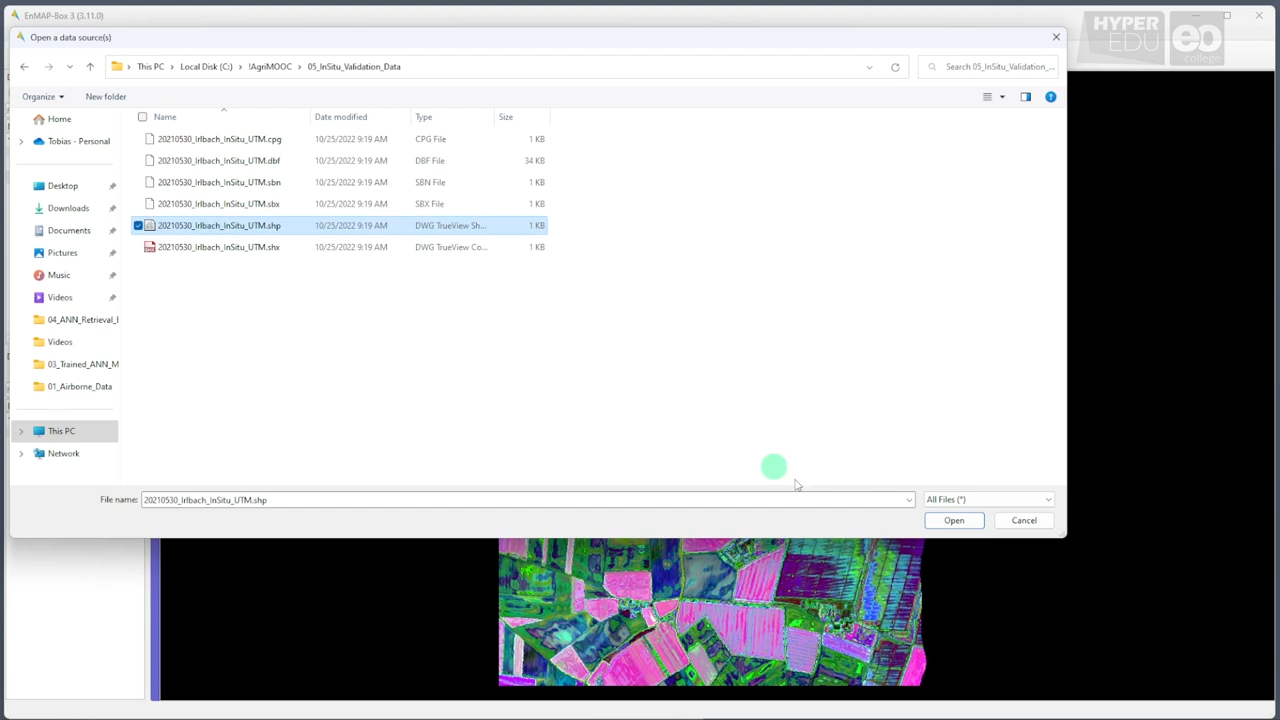 EnMAP-Box 3 (3.11.0)
HYPER
EDU
eo
college
Open a data source(s)
This PC > Local Disk (C:) > !AgriMOOC > 05_InSitu_Validation_Data
Search 05_InSitu_Validation_...
Organize
New folder
Name
Date modified
Type
Size
Home
Tobias - Personal
Desktop
Downloads
Documents
Pictures
Music
Videos
04_ANN_Retrieval_
Videos
03_Trained_ANN_M
01_Airborne_Data
This PC
Network
20210530_Irlbach_InSitu_UTM.cpg 10/25/2022 9:19 AM CPG File 1 KB
20210530_Irlbach_InSitu_UTM.dbf 10/25/2022 9:19 AM DBF File 34 KB
20210530_Irlbach_InSitu_UTM.sbn 10/25/2022 9:19 AM SBN File 1 KB
20210530_Irlbach_InSitu_UTM.sbx 10/25/2022 9:19 AM SBX File 1 KB
20210530_Irlbach_InSitu_UTM.shp 10/25/2022 9:19 AM DWG TrueView Sh... 1 KB
20210530_Irlbach_InSitu_UTM.shx 10/25/2022 9:19 AM DWG TrueView Co... 1 KB
File name: 20210530_Irlbach_InSitu_UTM.shp
All Files (*)
Open
Cancel